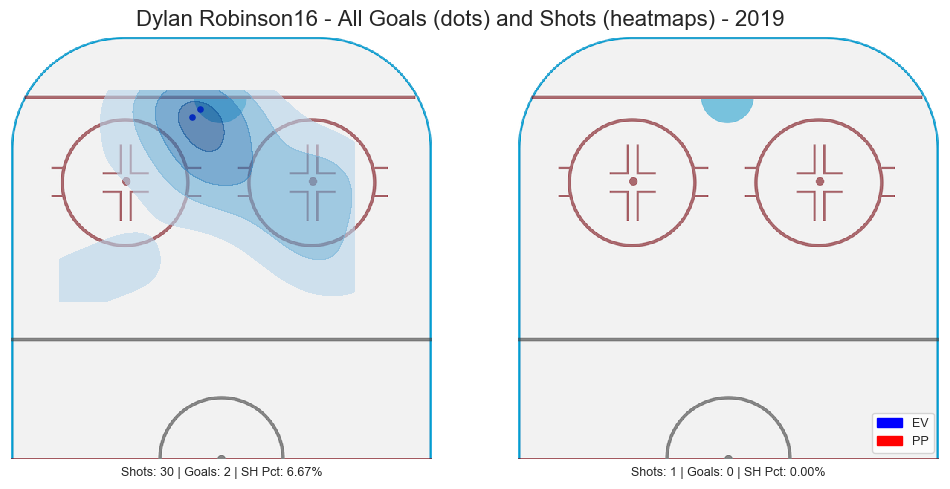 Dylan Robinson16 - All Goals (dots) and Shots (heatmaps) - 2019
EV
PP
Shots: 30 | Goals: 2 | SH Pct: 6.67%
Shots: 1 | Goals: 0 | SH Pct: 0.00%